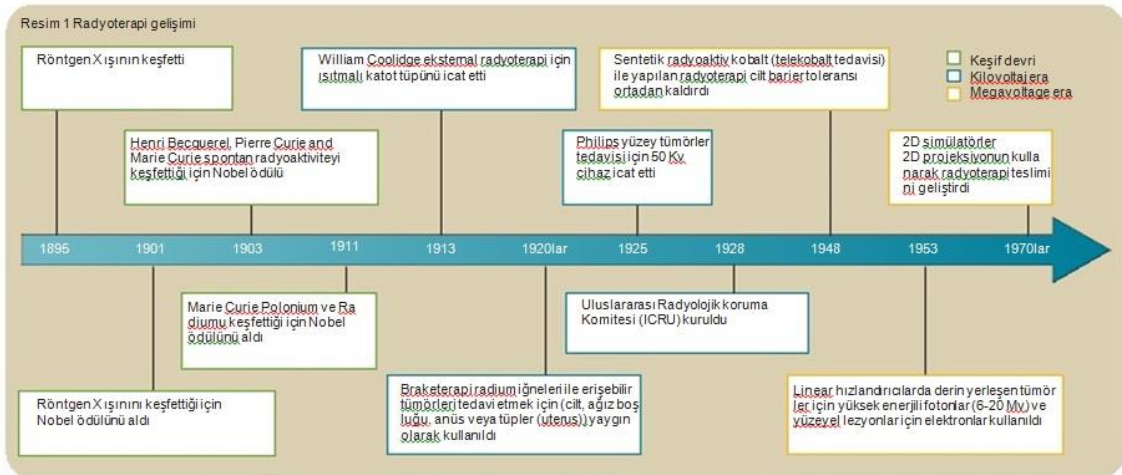 Resim 1 Radyoterapi gelişimi
Röntgen X ışının keşfetti
William Coolidge eksternal radyoterapi için
ısıtmalı katot tüpünü icat etti
Sentetik radyoaktiv kobalt (telekobalt tedavisi)
ile yapılan radyoterapi cilt barier toleransı
ortadan kaldırdı
Keşif devri
Kilovoltaj era
Megavoltage era
Henri Becquerel, Pierre Curie and
Marie Curie spontan radyoaktiviteyi
keşfettiği için Nobel ödülü
Philips yüzey tümörler
tedavisi için 50 Kv
cihaz icat etti
2D simülatörler
2D projeksiyonun kulla
narak radyoterapi teslimi
ni geliştirdi
1895
1901
1903
1911
1913
1920lar
1925
1928
1948
1953
1970lar
Marie Curie Polonium ve Ra
diumu keşfettiği için Nobel
ödülünü aldı
Uluslararası Radyolojik koruma
Komitesi (ICRU) kuruldu
Röntgen X ışınını keşfettiği için
Nobel ödülünü aldı
Braketerapi radium iğneleri ile erişebilir
tümörleri tedavi etmek için (cilt, ağız boş
luğu, anüs veya tüpler (uterus)) yaygın
olarak kullanıldı
Linear hızlandırıcılarda derin yerleşen tümör
ler için yüksek enerjili fotonlar (6-20 Mv) ve
yüzeyel lezyonlar için elektronlar kullanıldı